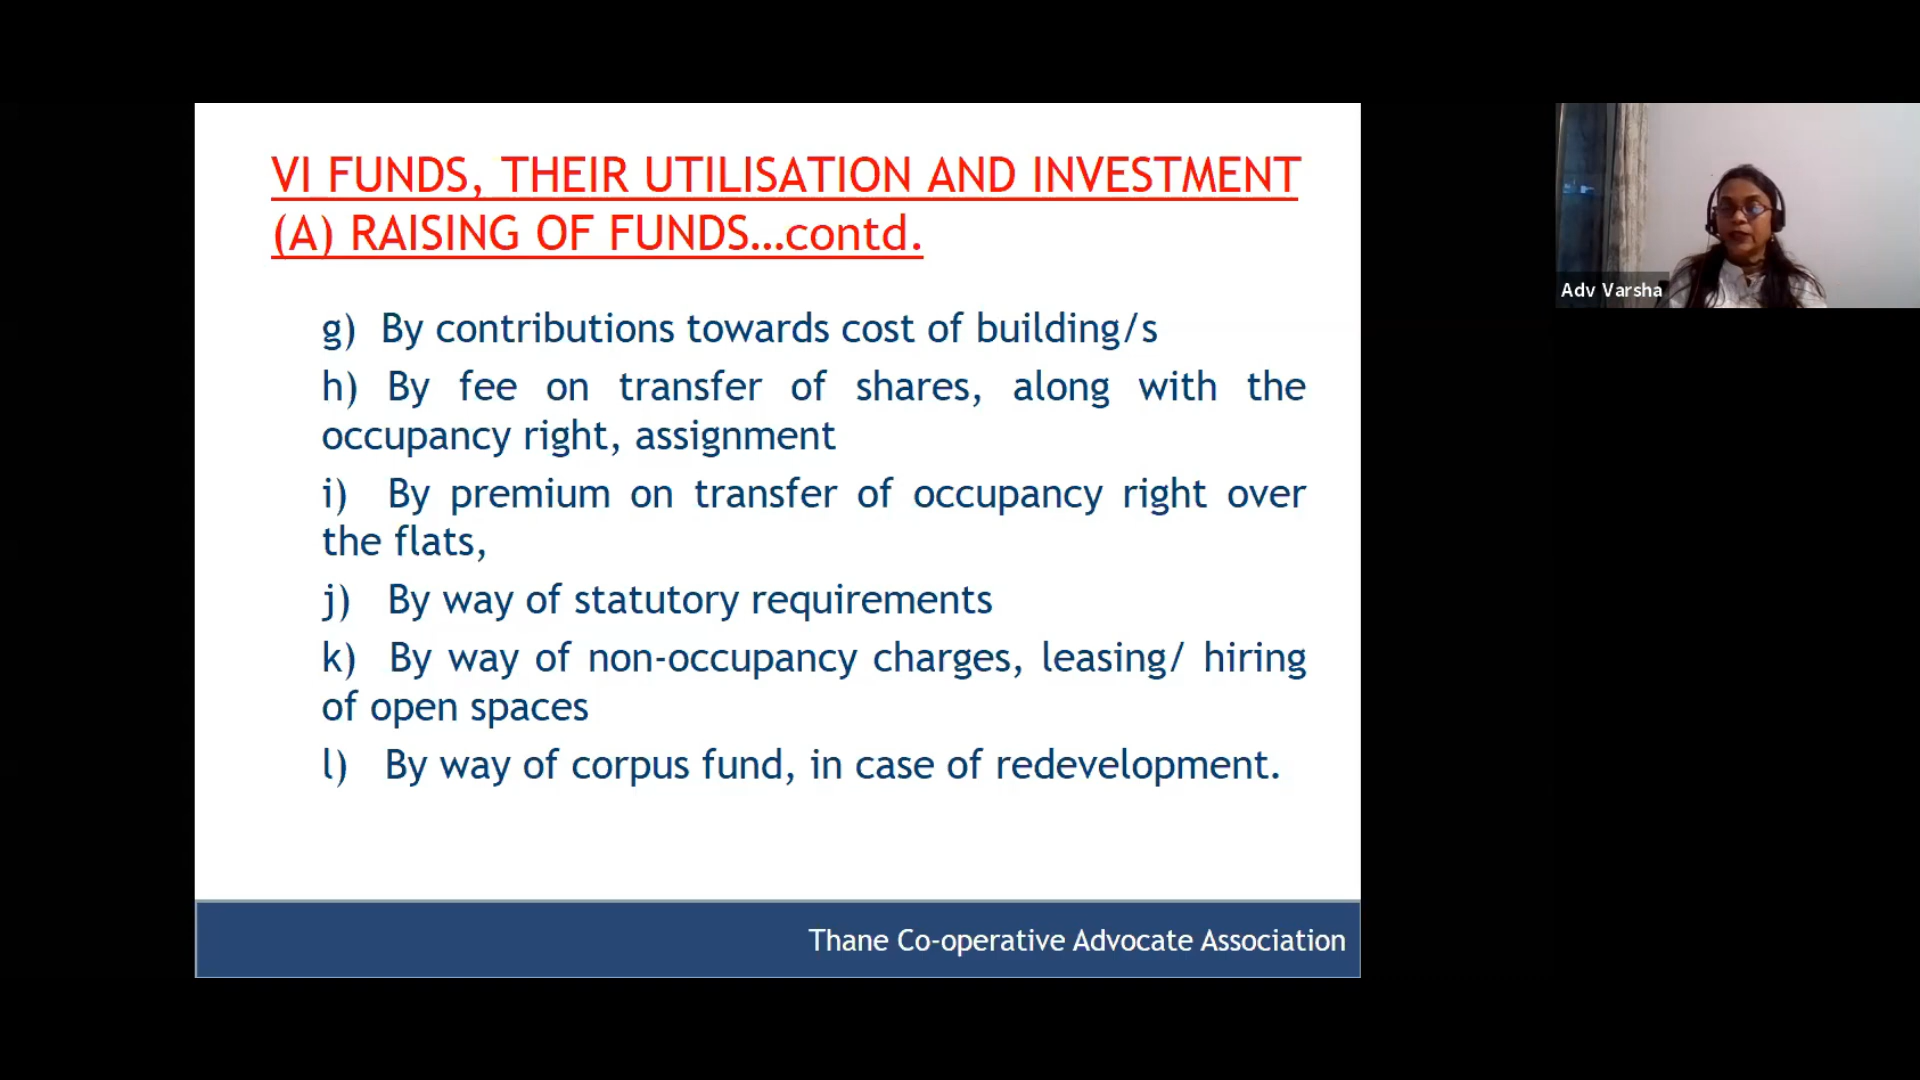 VI FUNDS, THEIR UTILISATION AND INVESTMENT
(A) RAISING OF FUNDS...contd.
g) By contributions towards cost of building/s
h) By fee on transfer of shares, along with the
occupancy right, assignment
i) By premium on transfer of occupancy right over
the flats,
j) By way of statutory requirements
k) By way of non-occupancy charges, leasing/ hiring
of open spaces
l) By way of corpus fund, in case of redevelopment.
Thane Co-operative Advocate Association
Adv Varsha